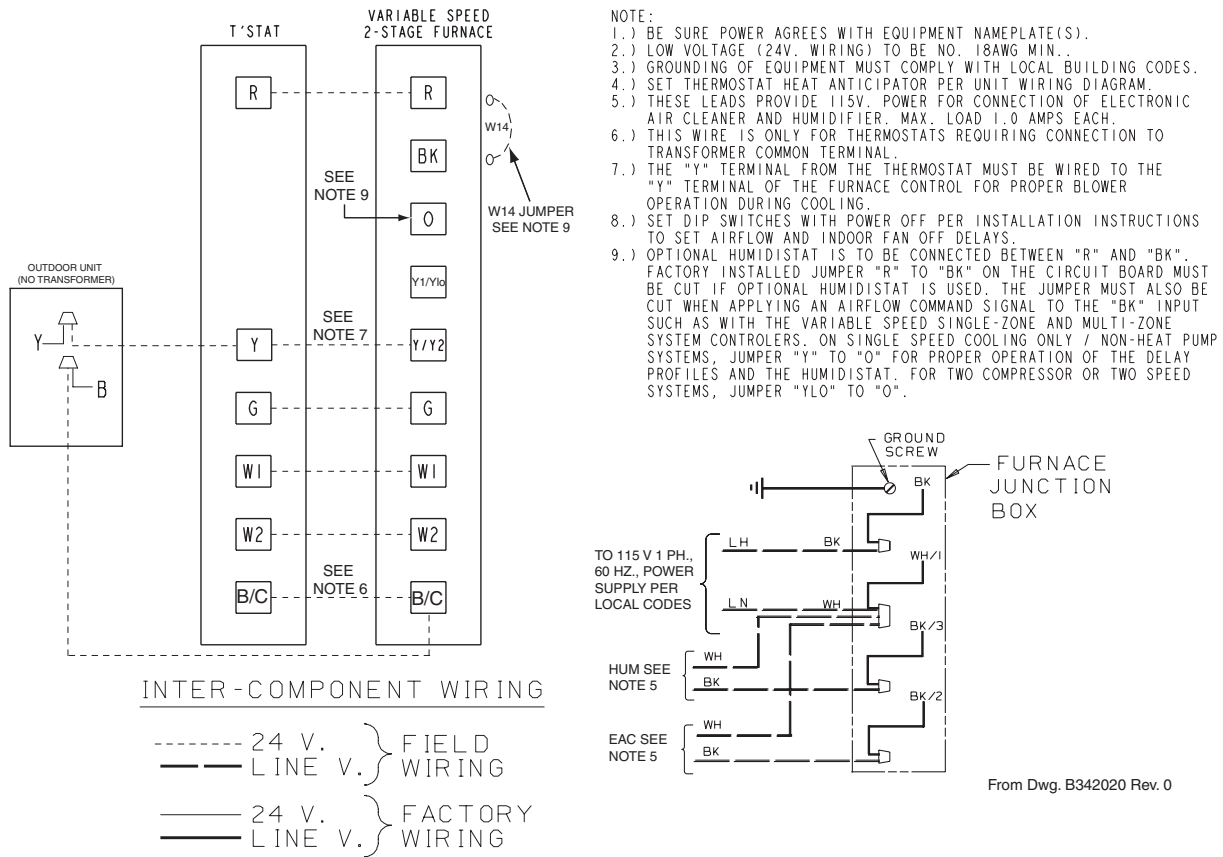 T'STAT
VARIABLE SPEED
2-STAGE FURNACE
R
R
W14
BK
SEE
NOTE 9
O
W14 JUMPER
SEE NOTE 9
OUTDOOR UNIT
(NO TRANSFORMER)
Y1/Ylo
Y
B
SEE
NOTE 7
Y
Y/Y2
G
G
W1
W1
W2
W2
SEE
NOTE 6
B/C
B/C
INTER-COMPONENT WIRING
24 V.
LINE V.
FIELD
WIRING
24 V.
LINE V.
FACTORY
WIRING
NOTE:
1.) BE SURE POWER AGREES WITH EQUIPMENT NAMEPLATE(S).
2.) LOW VOLTAGE (24V. WIRING) TO BE NO. 18AWG MIN..
3.) GROUNDING OF EQUIPMENT MUST COMPLY WITH LOCAL BUILDING CODES.
4.) SET THERMOSTAT HEAT ANTICIPATOR PER UNIT WIRING DIAGRAM.
5.) THESE LEADS PROVIDE 115V. POWER FOR CONNECTION OF ELECTRONIC
AIR CLEANER AND HUMIDIFIER. MAX. LOAD 1.0 AMPS EACH.
6.) THIS WIRE IS ONLY FOR THERMOSTATS REQUIRING CONNECTION TO
TRANSFORMER COMMON TERMINAL.
7.) THE "Y" TERMINAL FROM THE THERMOSTAT MUST BE WIRED TO THE
"Y" TERMINAL OF THE FURNACE CONTROL FOR PROPER BLOWER
OPERATION DURING COOLING.
8.) SET DIP SWITCHES WITH POWER OFF PER INSTALLATION INSTRUCTIONS
TO SET AIRFLOW AND INDOOR FAN OFF DELAYS.
9.) OPTIONAL HUMIDISTAT IS TO BE CONNECTED BETWEEN "R" AND "BK".
FACTORY INSTALLED JUMPER "R" TO "BK" ON THE CIRCUIT BOARD MUST
BE CUT IF OPTIONAL HUMIDISTAT IS USED. THE JUMPER MUST ALSO BE
CUT WHEN APPLYING AN AIRFLOW COMMAND SIGNAL TO THE "BK" INPUT
SUCH AS WITH THE VARIABLE SPEED SINGLE-ZONE AND MULTI-ZONE
SYSTEM CONTROLERS. ON SINGLE SPEED COOLING ONLY / NON-HEAT PUMP
SYSTEMS, JUMPER "Y" TO "O" FOR PROPER OPERATION OF THE DELAY
PROFILES AND THE HUMIDISTAT. FOR TWO COMPRESSOR OR TWO SPEED
SYSTEMS, JUMPER "YLO" TO "O".
GROUND
SCREW
FURNACE
JUNCTION
BOX
BK
TO 115 V 1 PH.,
60 HZ., POWER
SUPPLY PER
LOCAL CODES
LH
BK
WH/1
LN
WH
BK/3
HUM SEE
NOTE 5
WH
BK
BK/2
EAC SEE
NOTE 5
WH
BK
From Dwg. B342020 Rev. 0